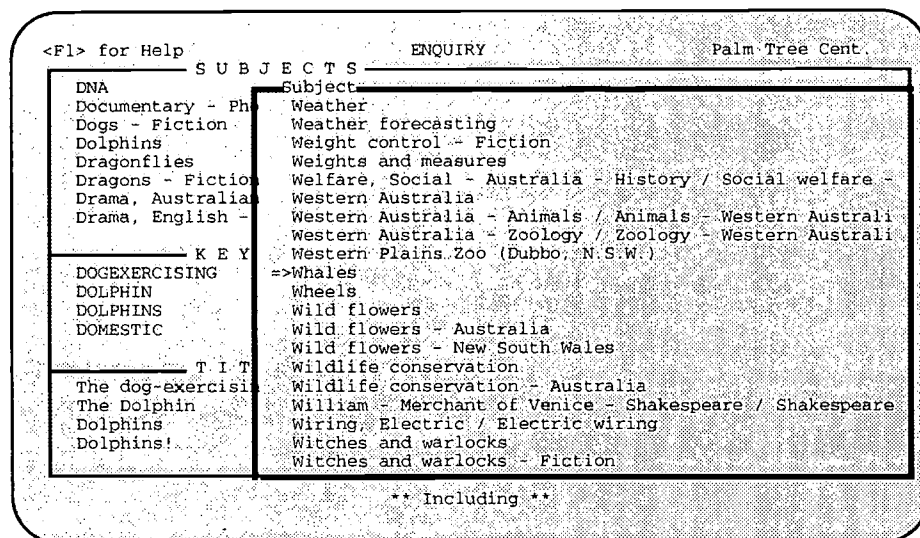 <F1> for Help ENQUIRY Palm Tree Cent.
S U B J E C T S
DNA
Documentary - Pho
Dogs - Fiction
Dolphins
Dragonflies
Dragons - Fiction
Drama, Australian
Drama, English -
K E Y
DOGEXERCISING
DOLPHIN
DOLPHINS
DOMESTIC
T I T
The dog-exercisin
The Dolphin
Dolphins
Dolphins!
Subject
Weather
Weather forecasting
Weight control - Fiction
Weights and measures
Welfare, Social - Australia - History / Social welfare -
Western Australia
Western Australia - Animals / Animals - Western Australi
Western Australia - Zoology / Zoology - Western Australi
Western Plains Zoo (Dubbo, N.S.W.)
=>Whales
Wheels
Wild flowers
Wild flowers - Australia
Wild flowers - New South Wales
Wildlife conservation
Wildlife conservation - Australia
William - Merchant of Venice - Shakespeare / Shakespeare
Wiring, Electric / Electric wiring
Witches and warlocks
Witches and warlocks - Fiction
** Including **